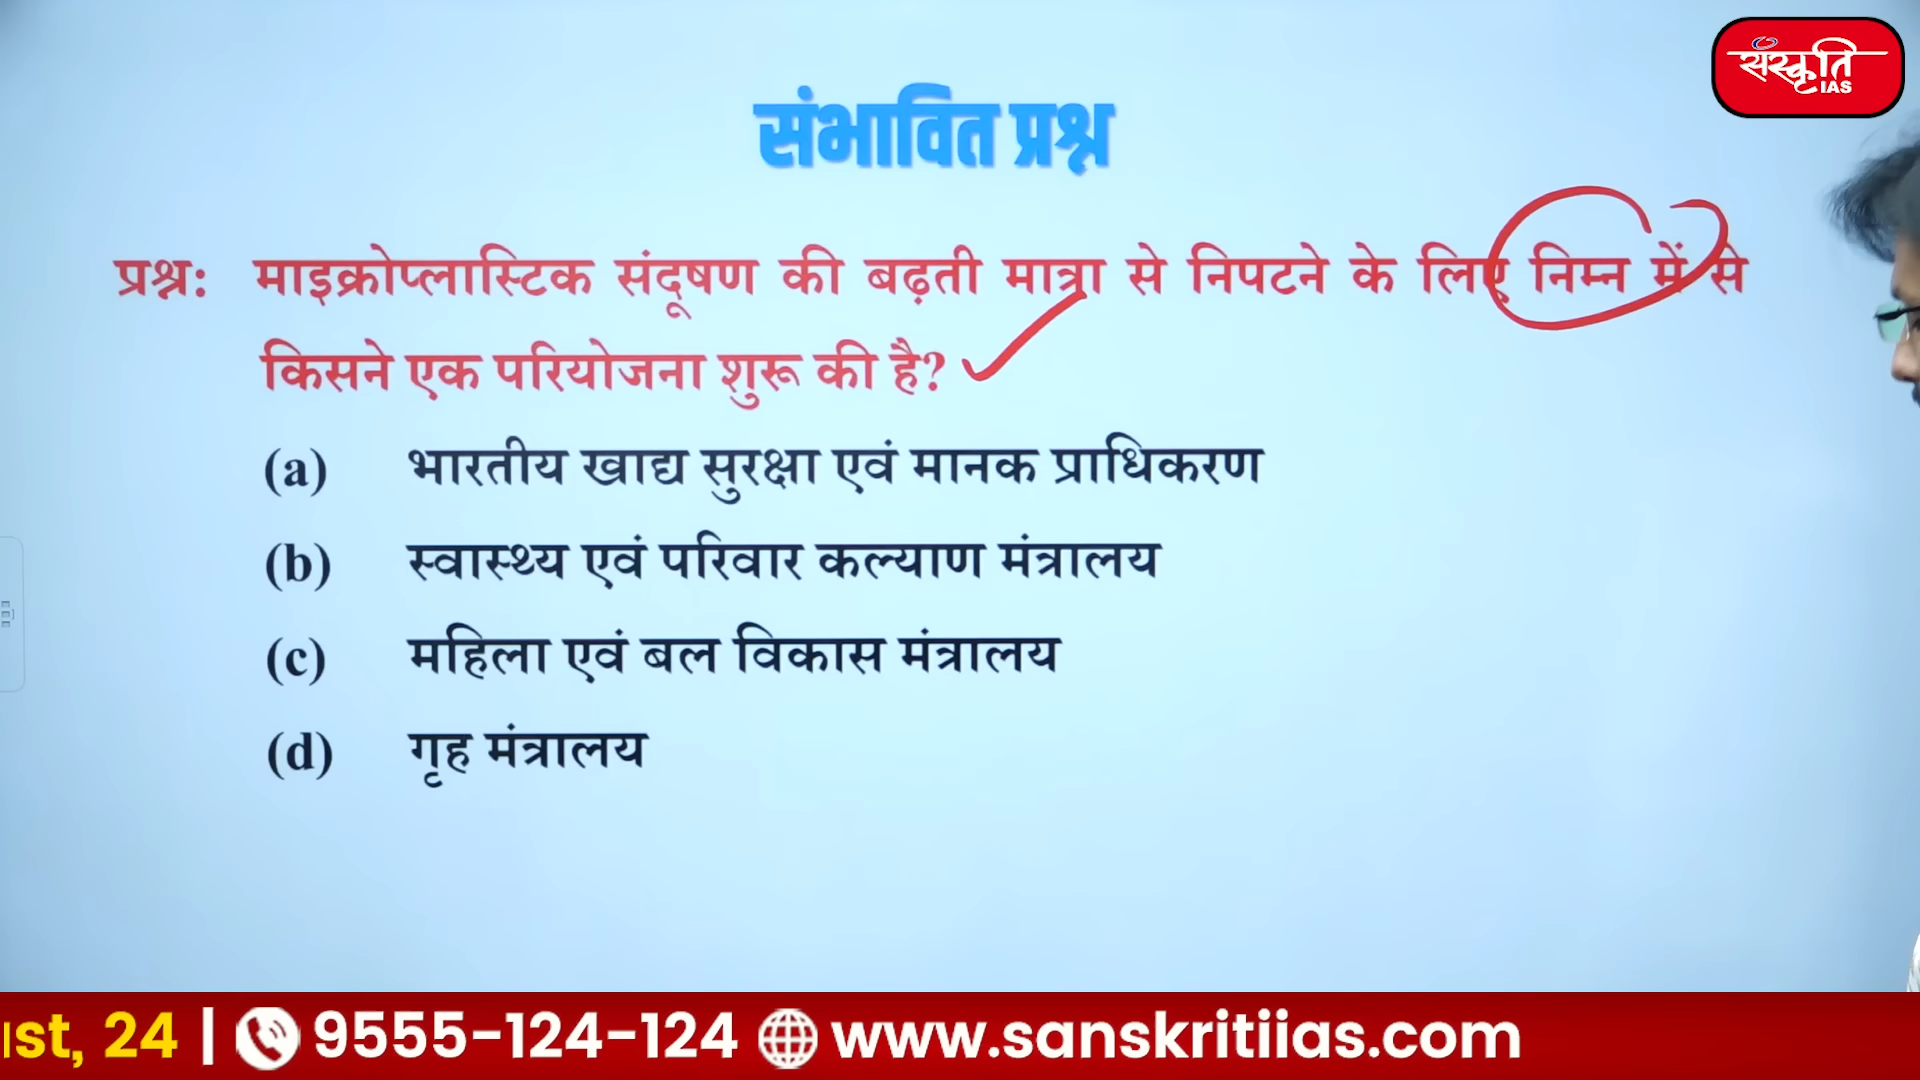 संस्कृति
IAS
संभावित प्रश्न
प्रश्न: माइक्रोप्लास्टिक संदूषण की बढ़ती मात्रा से निपटने के लिए निम्न में से
किसने एक परियोजना शुरू की है?
(a) भारतीय खाद्य सुरक्षा एवं मानक प्राधिकरण
(b) स्वास्थ्य एवं परिवार कल्याण मंत्रालय
(c) महिला एवं बल विकास मंत्रालय
(d) गृह मंत्रालय
ıst, 24 | 9555-124-124 www.sanskritiias.com